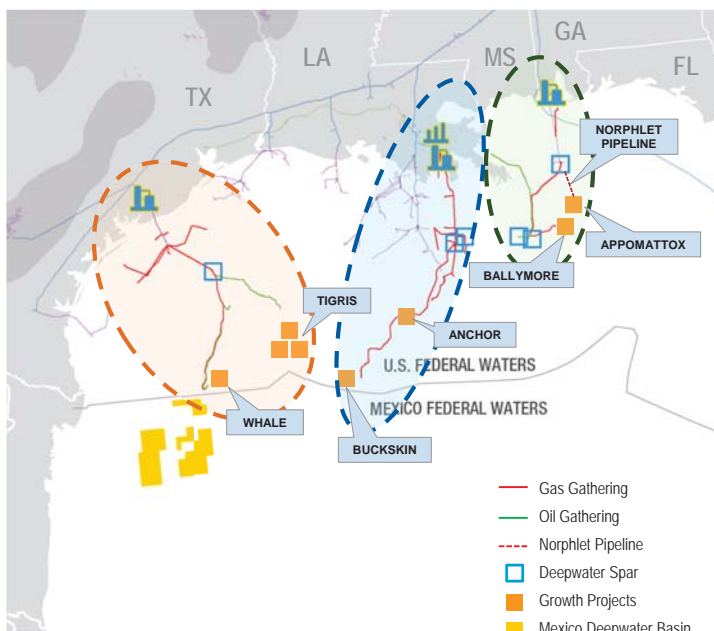 GA
LA
MS
FL
TX
NORPHLET
PIPELINE
APPOMATTOX
BALLYMORE
TIGRIS
ANCHOR
U.S. FEDERAL WATERS
MEXICO FEDERAL WATERS
WHALE
BUCKSKIN
Gas Gathering
Oil Gathering
Norphlet Pipeline
Deepwater Spar
Growth Projects
Mexico Deepwater Basin